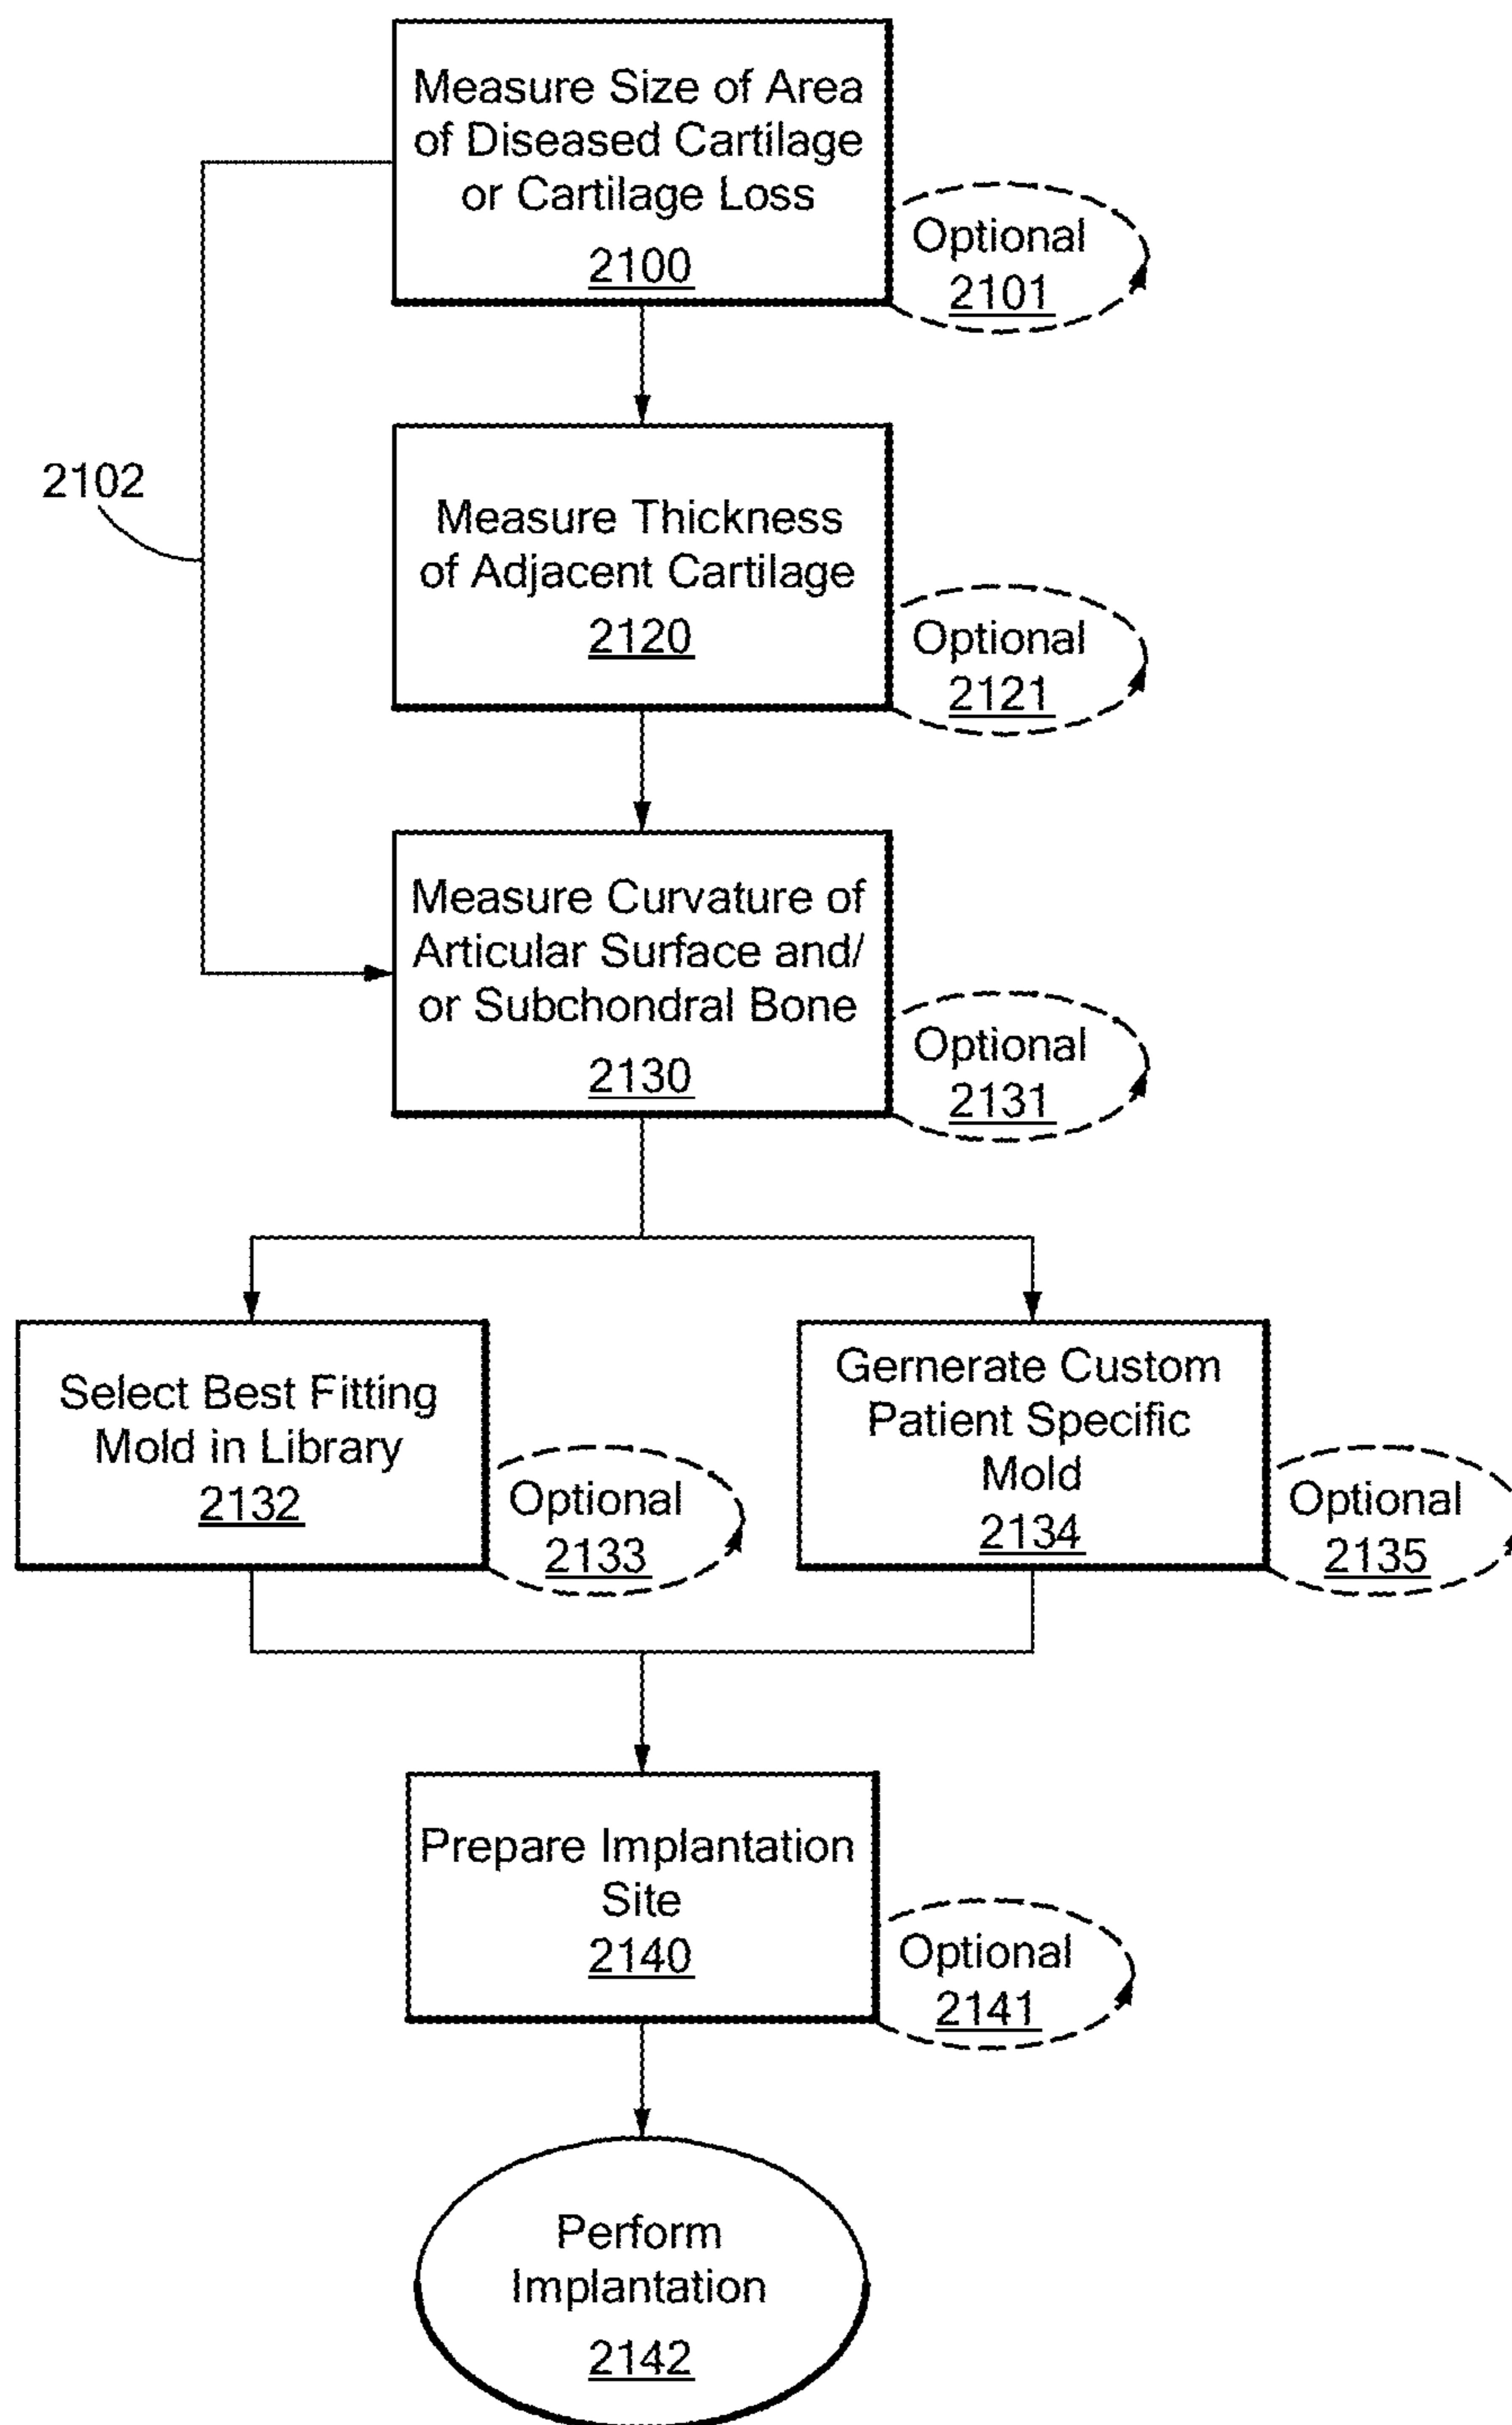 Measure Size of Area
of Diseased Cartilage
or Cartilage Loss
2100
Optional
2101
2102
Measure Thickness
of Adjacent Cartilage
2120
Optional
2121
Measure Curvature of
Articular Surface and/
or Subchondral Bone
2130
Optional
2131
Select Best Fitting
Mold in Library
2132
Optional
2133
Gernerate Custom
Patient Specific
Mold
2134
Optional
2135
Prepare Implantation
Site
2140
Optional
2141
Perform
Implantation
2142